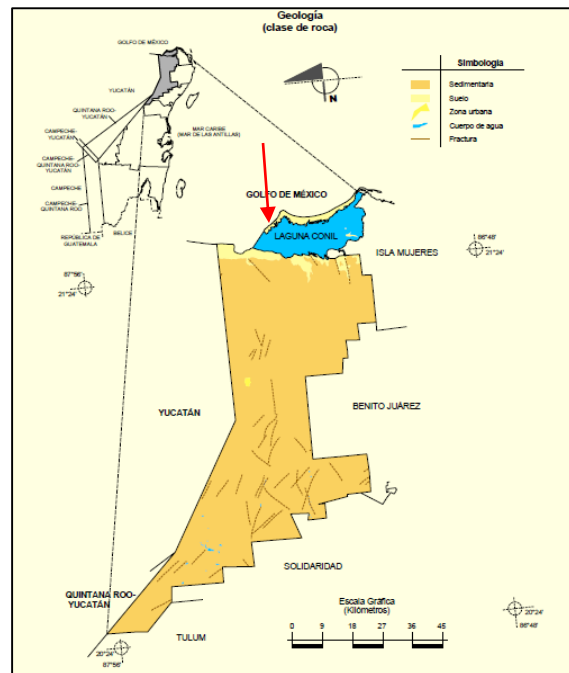 Geología
(clase de roca)
GOLFO DE MÉXICO
YUCATÁN
QUINTANA ROO-
YUCATÁN
CAMPECHE-
YUCATÁN
CAMPECHE-
QUINTANA ROO-
YUCATÁN
CAMPECHE
CAMPECHE-
QUINTANA ROO
REPÚBLICA DE
GUATEMALA
BELICE
MAR CARIBE
(MAR DE LAS ANTILLAS)
N
Simbología
Sedimentaria
Suelo
Zona urbana
Cuerpo de agua
Fractura
GOLFO DE MÉXICO
LAGUNA CONIL
ISLA MUJERES
86°48'
21°24'
87°56'
21°24'
YUCATÁN
BENITO JUÁREZ
SOLIDARIDAD
QUINTANA ROO-
YUCATÁN
TULUM
20°24'
87°56'
Escala Gráfica
(Kilómetros)
0 9 18 27 36 45
20°24'
86°48'